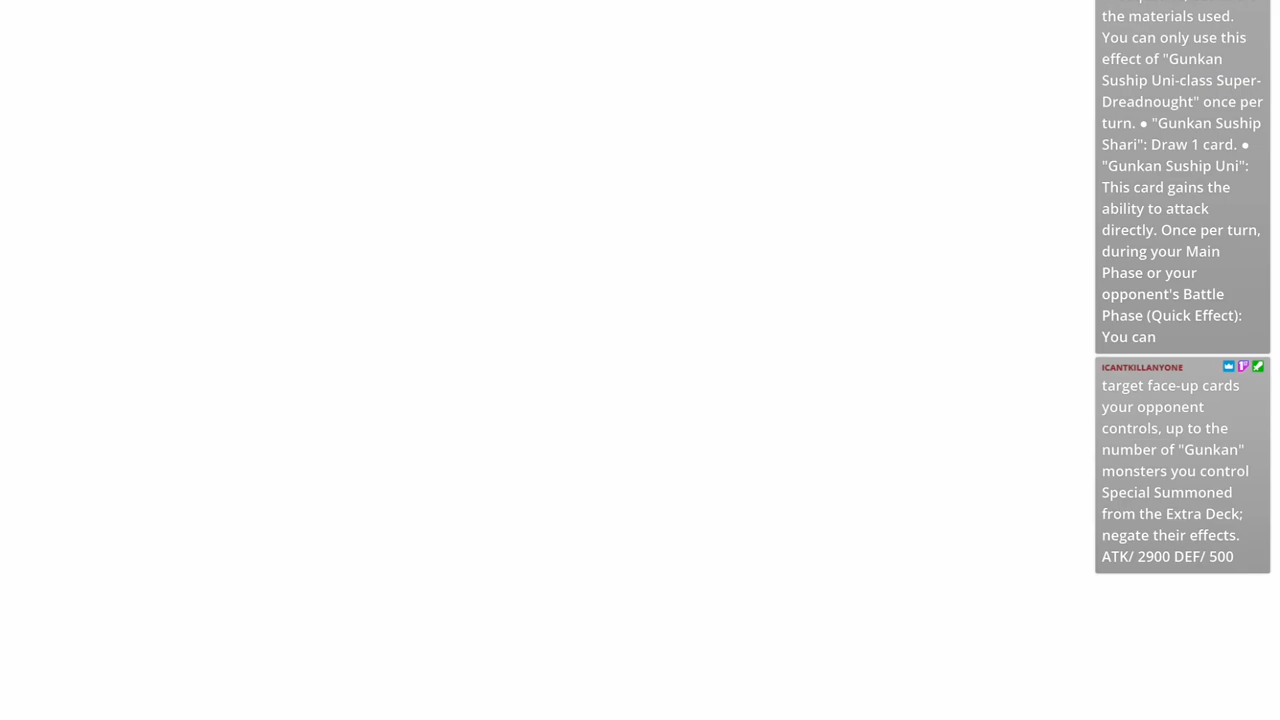 the materials used.
You can only use this
effect of "Gunkan
Suship Uni-class Super-
Dreadnought" once per
turn. ● "Gunkan Suship
Shari": Draw 1 card. ●
"Gunkan Suship Uni":
This card gains the
ability to attack
directly. Once per turn,
during your Main
Phase or your
opponent's Battle
Phase (Quick Effect):
You can
ICANTKILLANYONE
target face-up cards
your opponent
controls, up to the
number of "Gunkan"
monsters you control
Special Summoned
from the Extra Deck;
negate their effects.
ATK/ 2900 DEF/ 500